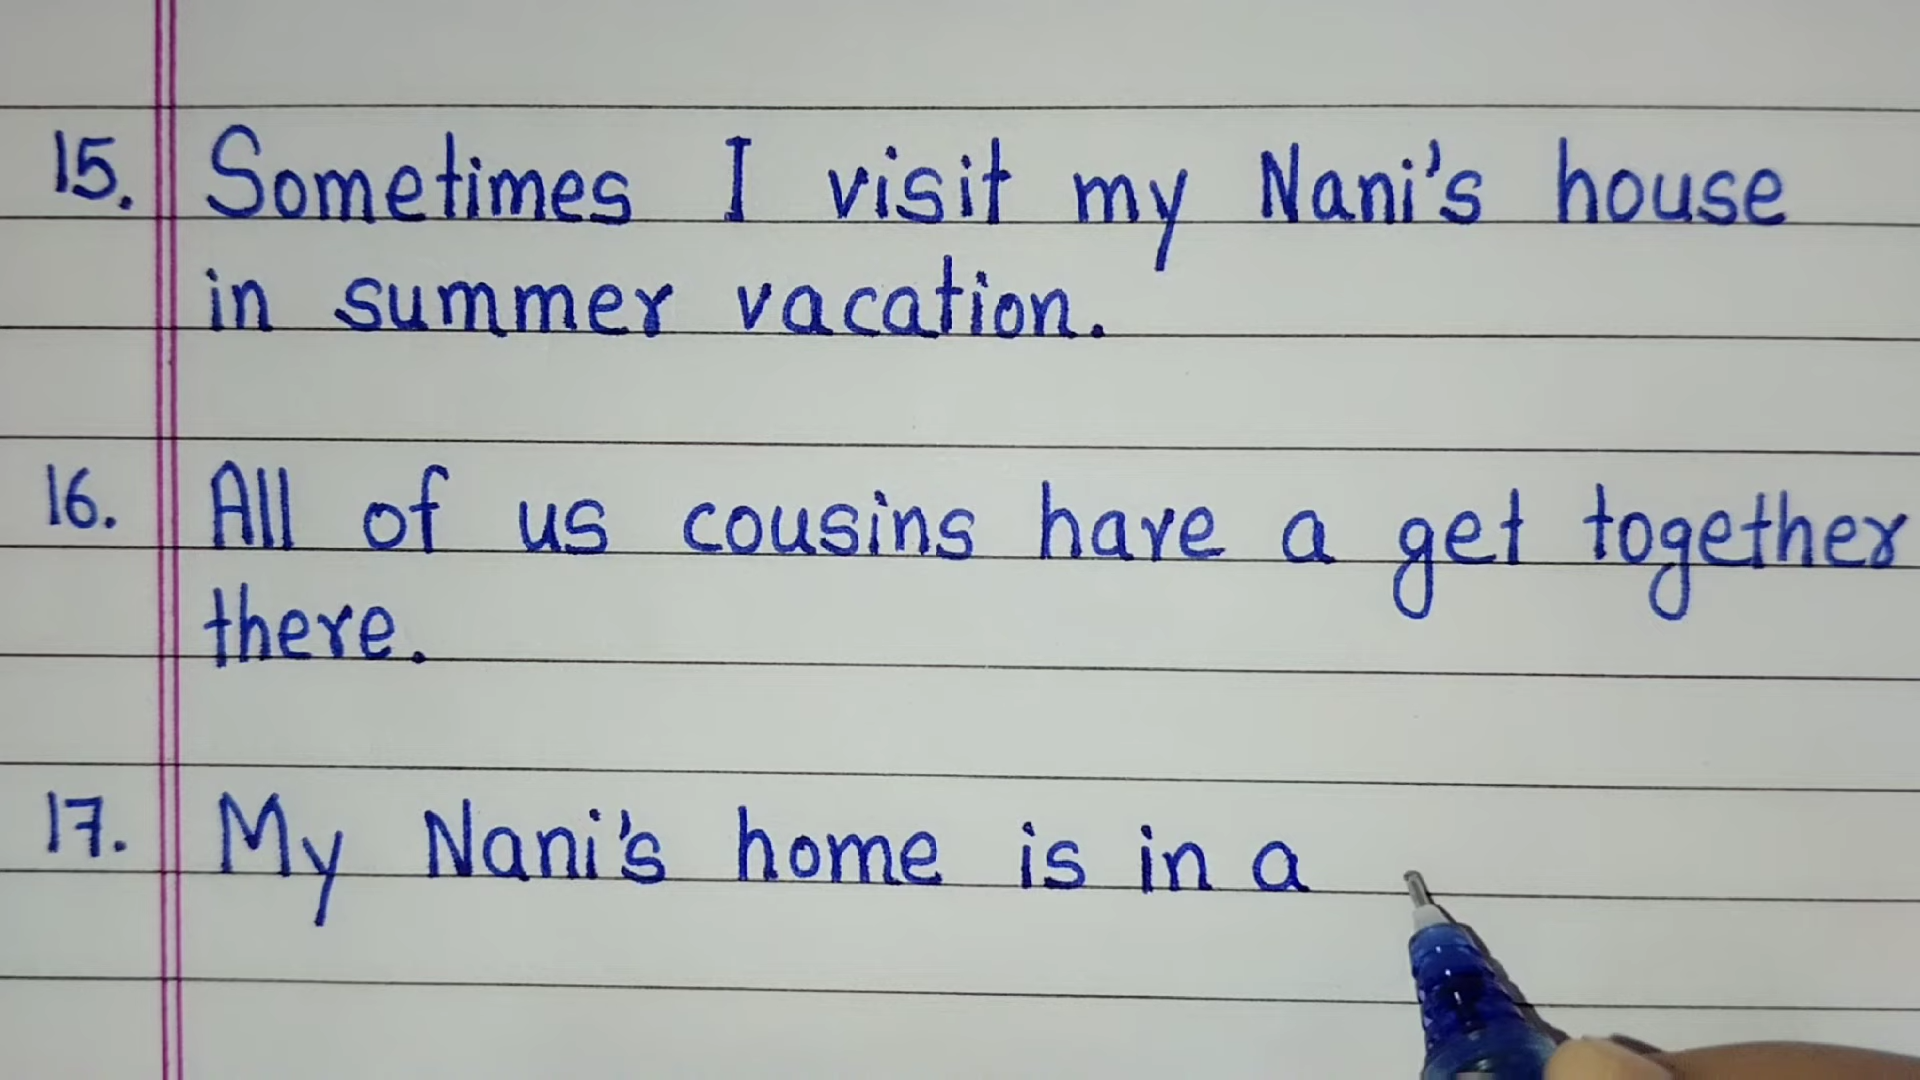 15. Sometimes I visit my Nani's house
in summer vacation.
16. All of us cousins have a get together
there.
17. My Nani's home is in a